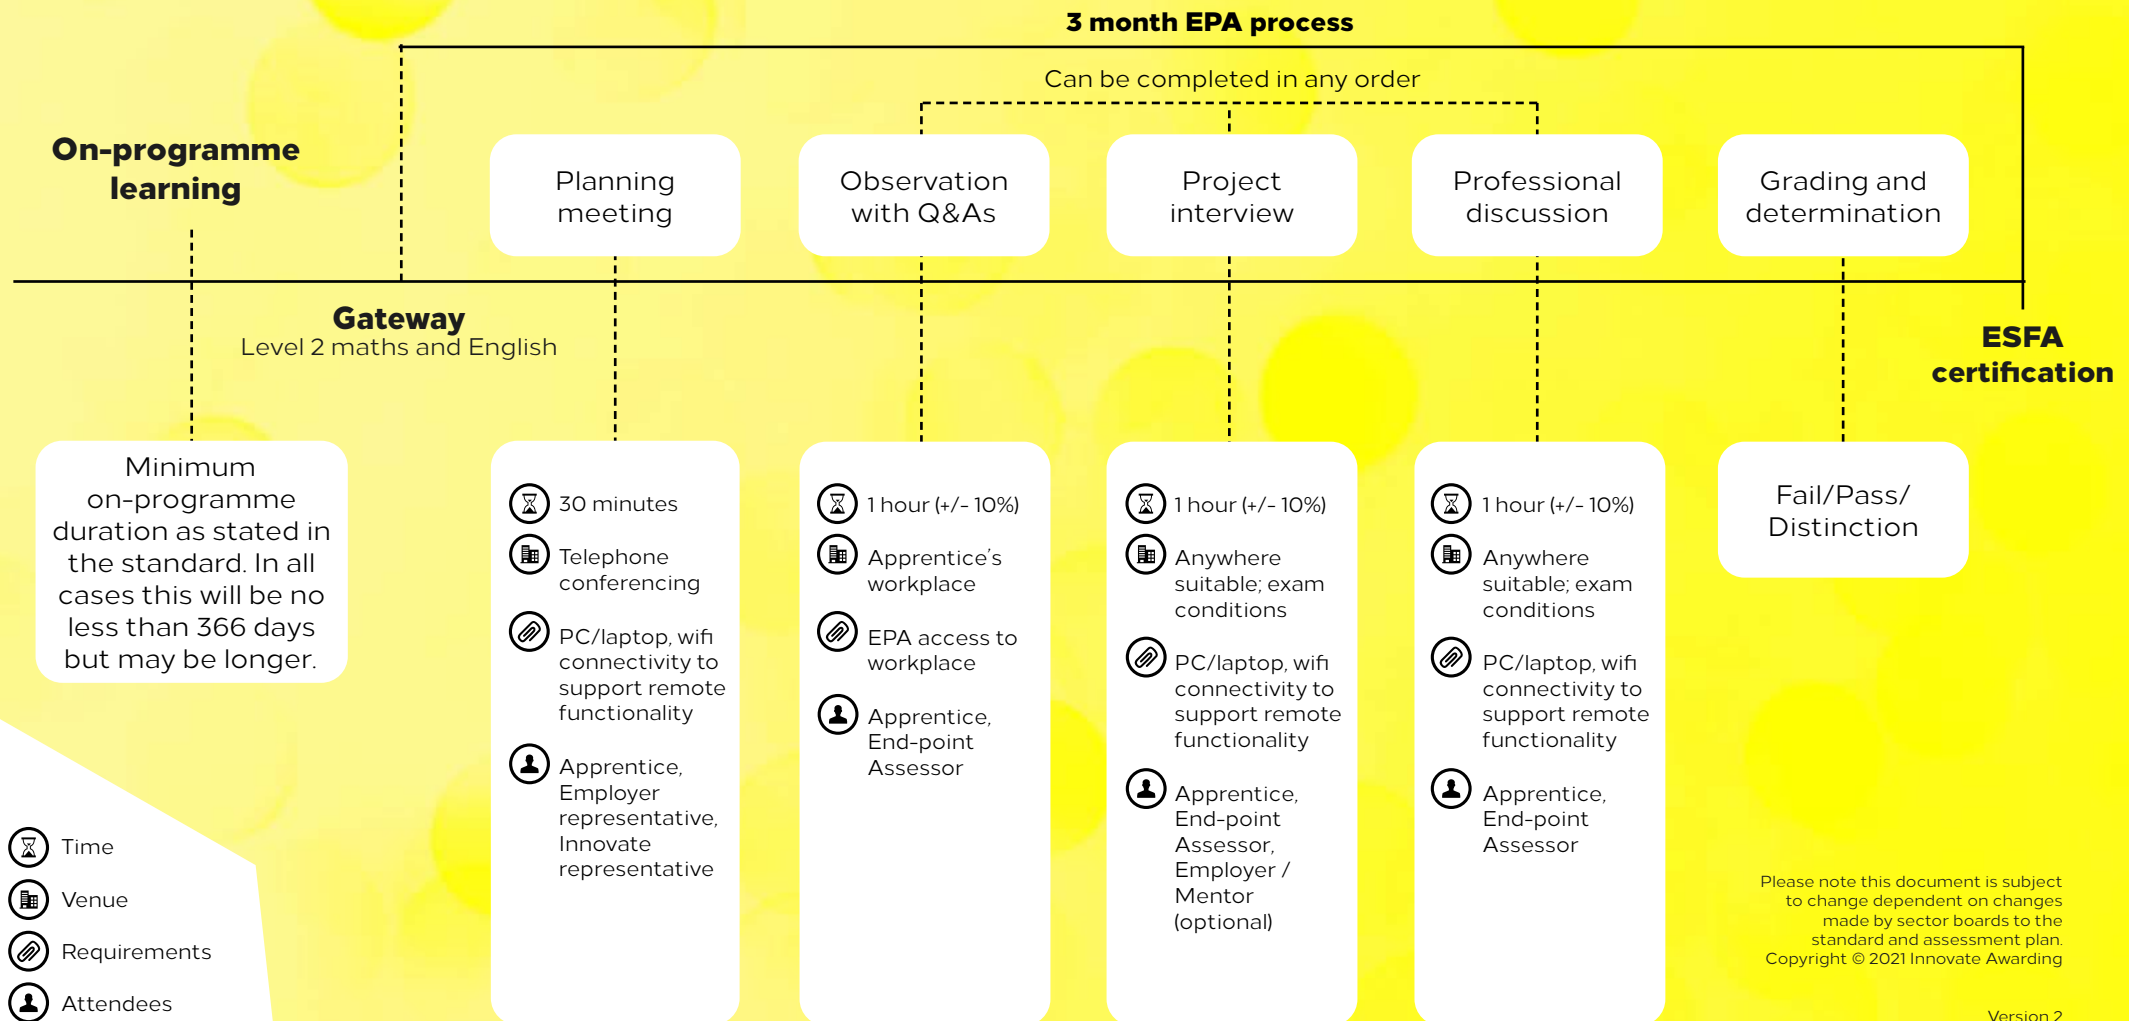 3 month EPA process
Can be completed in any order
On-programme
learning
Planning
meeting
Observation
with Q&As
Project
interview
Professional
discussion
Grading and
determination
Gateway
Level 2 maths and English
ESFA
certification
Minimum
on-programme
duration as stated in
the standard. In all
cases this will be no
less than 366 days
but may be longer.
30 minutes
Telephone
conferencing
PC/laptop, wifi
connectivity to
support remote
functionality
Apprentice,
Employer
representative,
Innovate
representative
1 hour (+/- 10%)
Apprentice's
workplace
EPA access to
workplace
Apprentice,
End-point
Assessor
1 hour (+/- 10%)
Anywhere
suitable; exam
conditions
PC/laptop, wifi
connectivity to
support remote
functionality
Apprentice,
End-point
Assessor,
Employer /
Mentor
(optional)
1 hour (+/- 10%)
Anywhere
suitable; exam
conditions
PC/laptop, wifi
connectivity to
support remote
functionality
Apprentice,
End-point
Assessor
Fail/Pass/
Distinction
Time
Venue
Requirements
Attendees
Please note this document is subject
to change dependent on changes
made by sector boards to the
standard and assessment plan.
Copyright © 2021 Innovate Awarding
Version 2